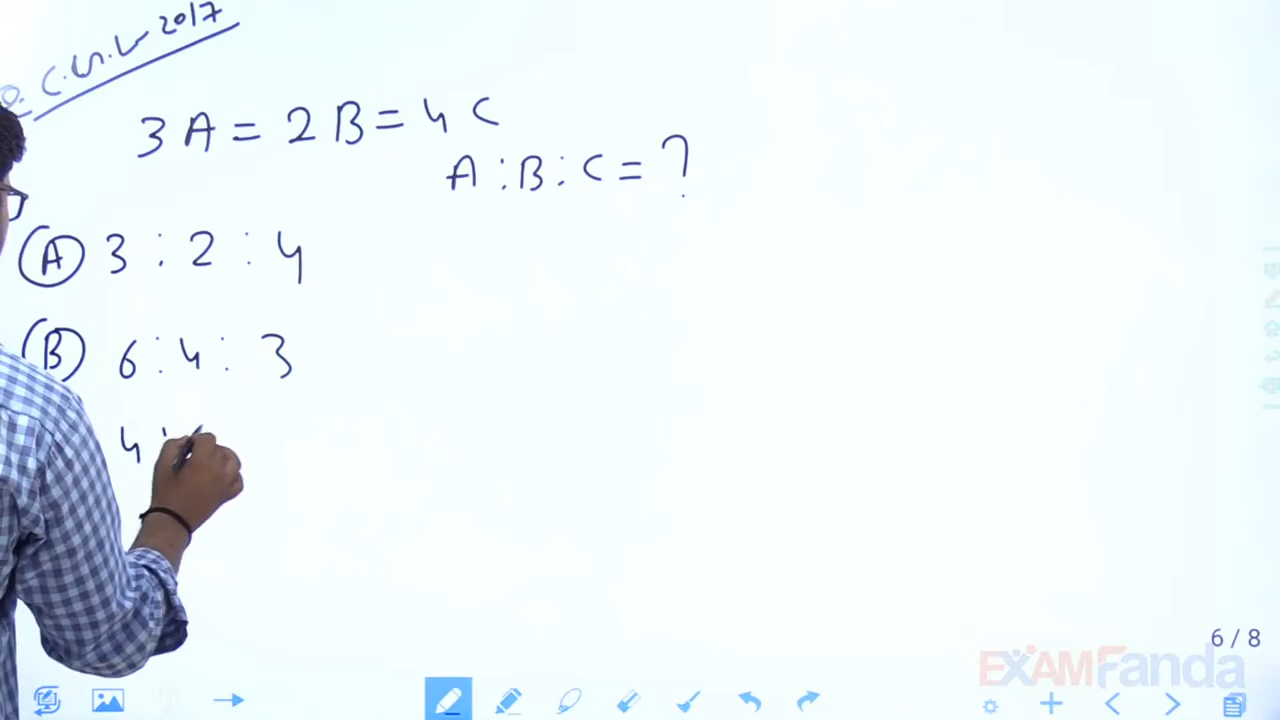 2017
3A = 2B = 4C
A : B : C = ?
(A) 3 : 2 : 4
(B) 6 : 4 : 3
4 :
6 / 8
EXAMFanda